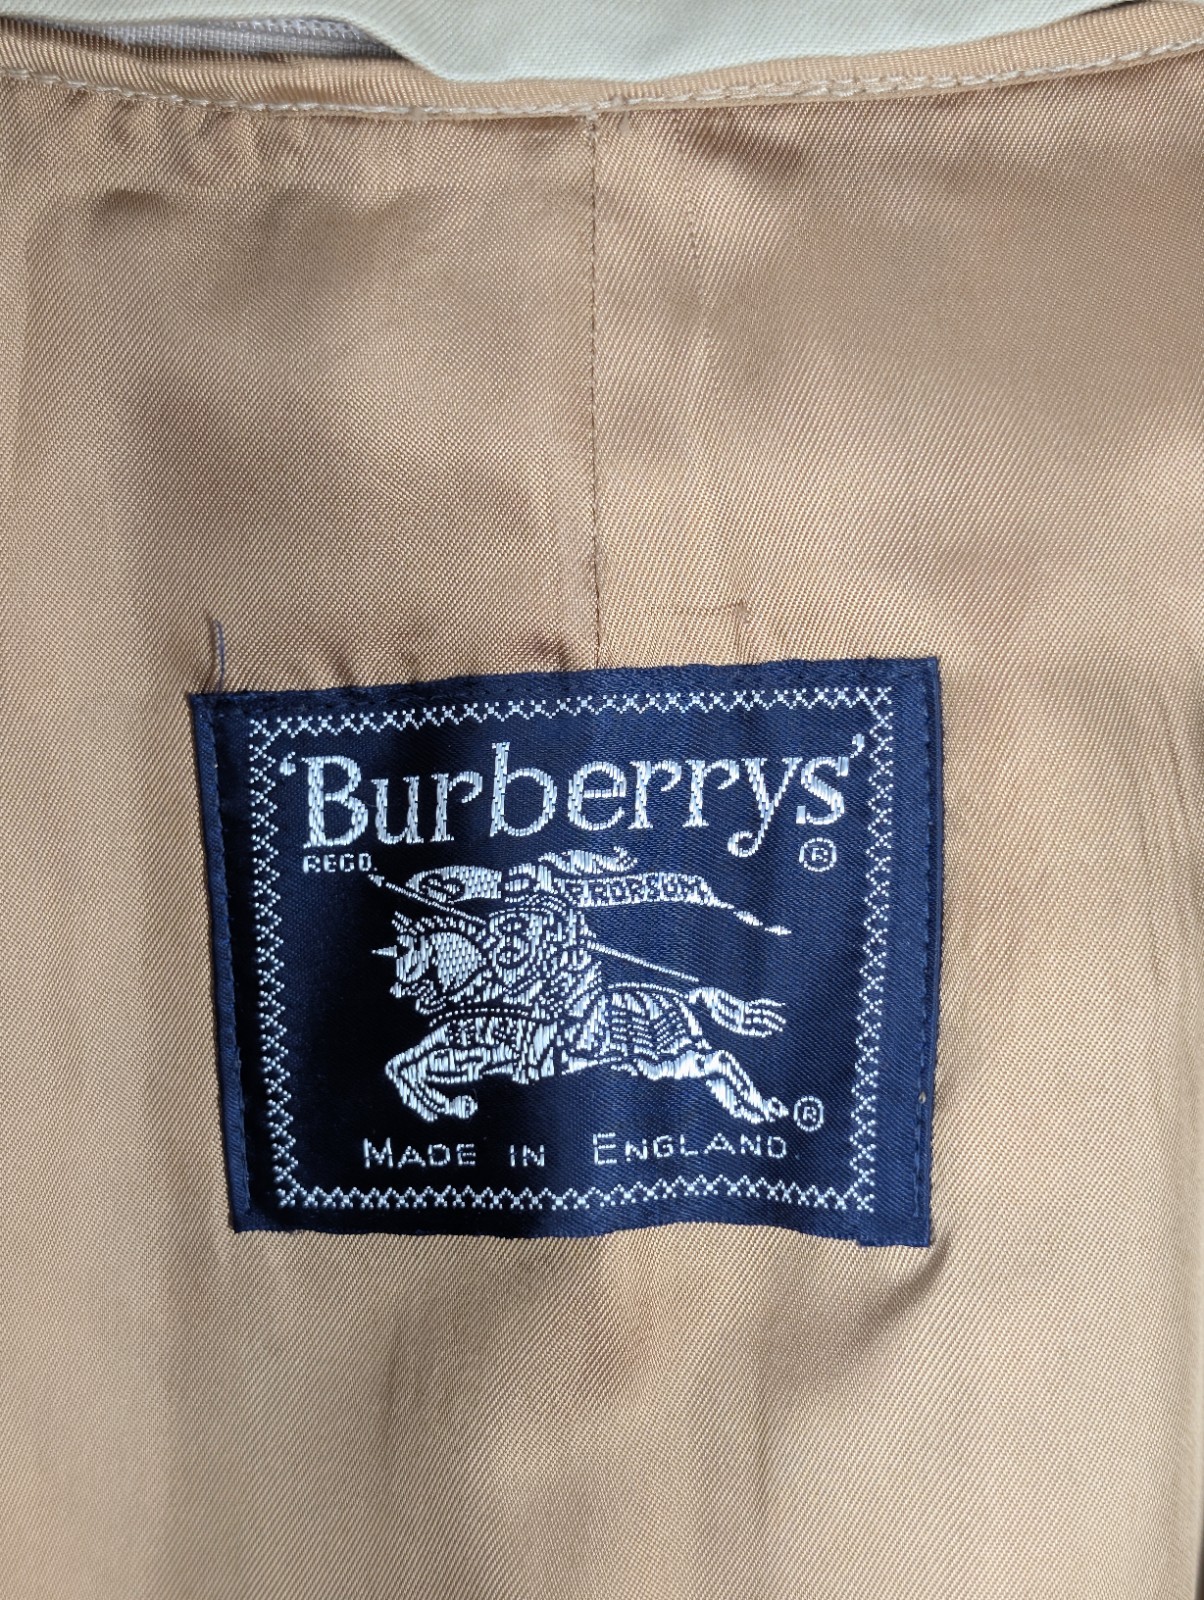 'Burberrys'
REGD. ®
PRORSUM
®
MADE IN ENGLAND